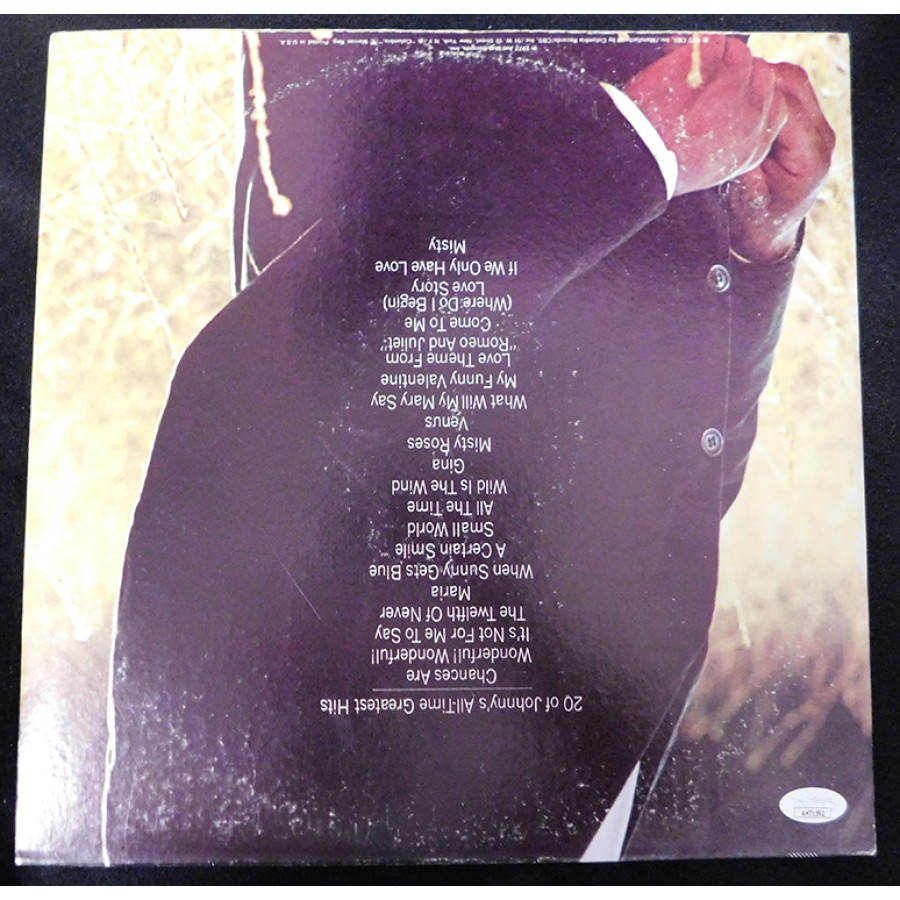 20 of Johnny's All-Time Greatest Hits
Chances Are
Wonderful! Wonderful!
It's Not For Me To Say
The Twelfth Of Never
Maria
When Sunny Gets Blue
A Certain Smile
Small World
All The Time
Wild Is The Wind
Gina
Misty Roses
Venus
What Will My Mary Say
My Funny Valentine
Love Theme From
"Romeo And Juliet"
Come To Me
(Where Do I Begin)
Love Story
If We Only Have Love
Misty